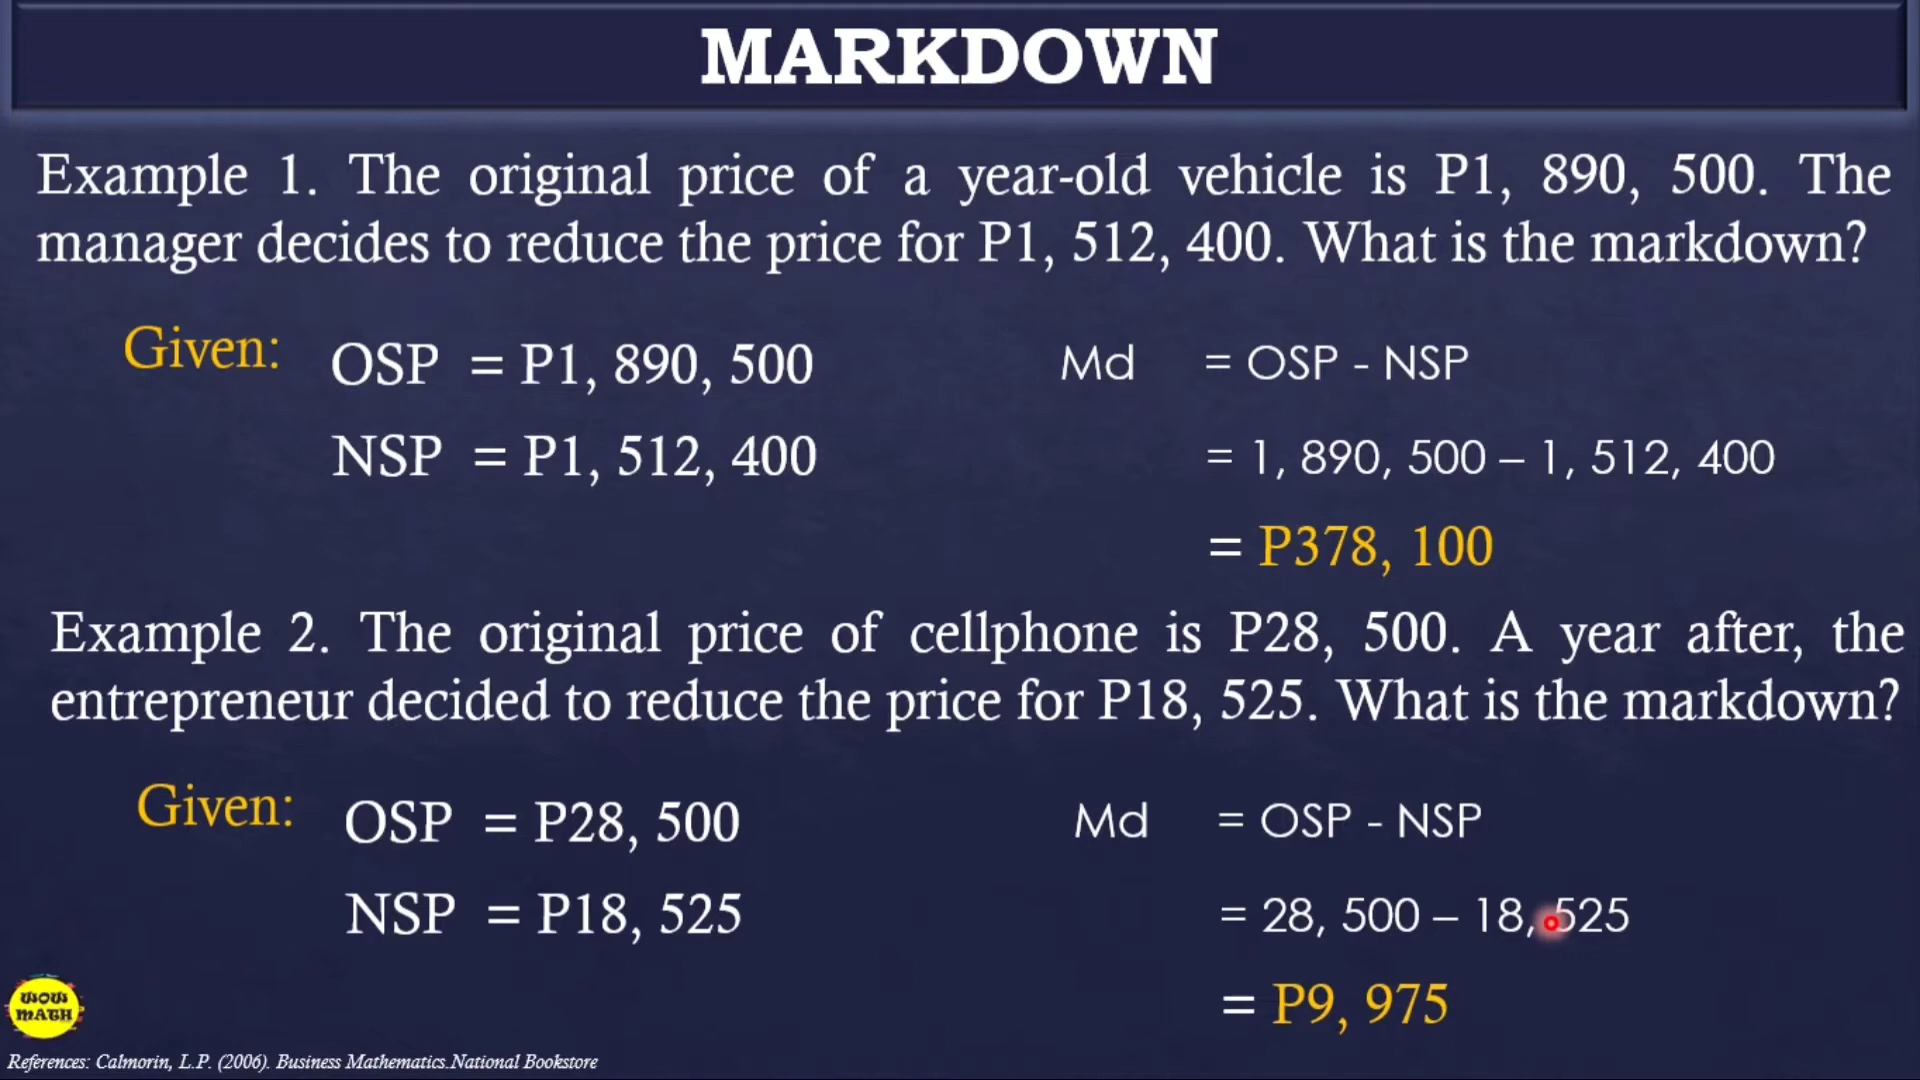 MARKDOWN
Example 1. The original price of a year-old vehicle is P1, 890, 500. The
manager decides to reduce the price for P1, 512, 400. What is the markdown?
Given:
OSP = P1, 890, 500
NSP = P1, 512, 400
Md = OSP - NSP
= 1, 890, 500 – 1, 512, 400
= P378, 100
Example 2. The original price of cellphone is P28, 500. A year after, the
entrepreneur decided to reduce the price for P18, 525. What is the markdown?
Given:
OSP = P28, 500
NSP = P18, 525
Md = OSP - NSP
= 28, 500 – 18, 525
= P9, 975
WOW
MATH
References: Calmorin, L.P. (2006). Business Mathematics.National Bookstore